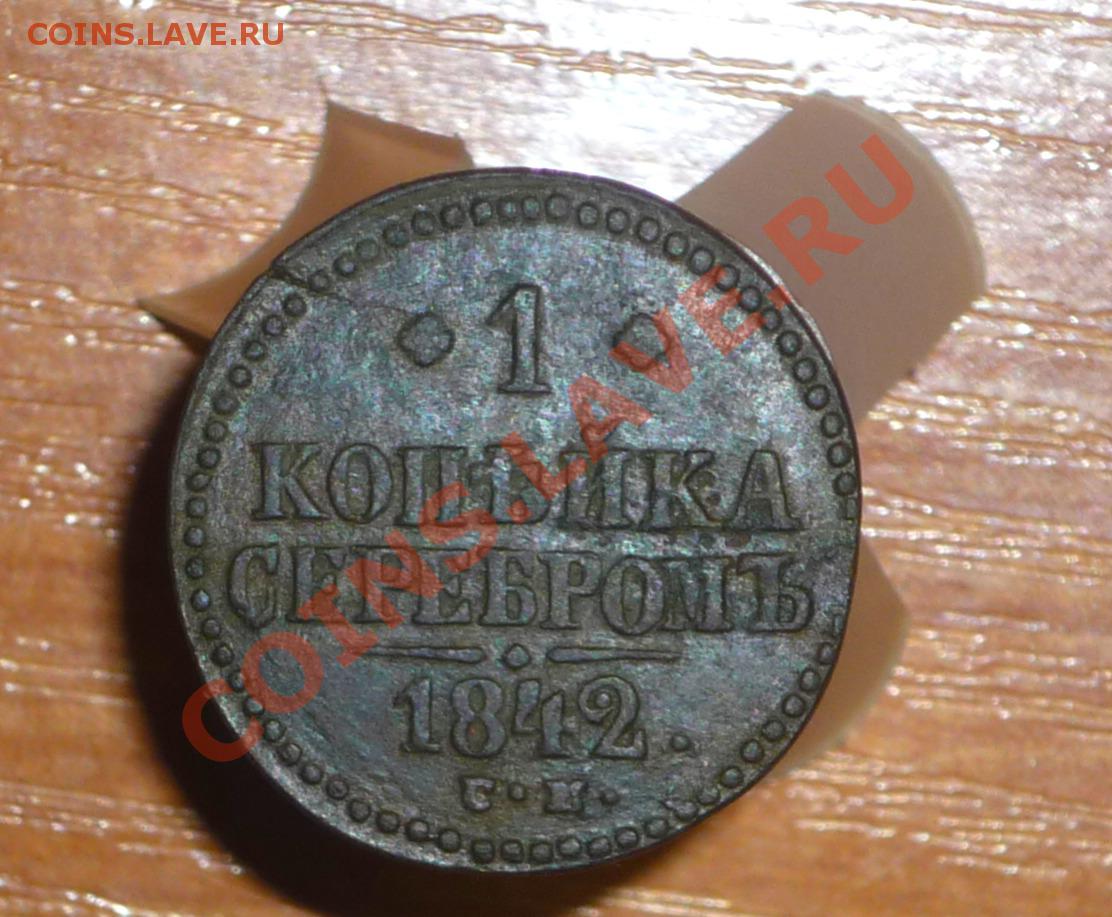 COINS.LAVE.RU
1
КОПѢЙКА
СЕРЕБРОМЪ
1842.
С.М.
COINS.LAVE.RU